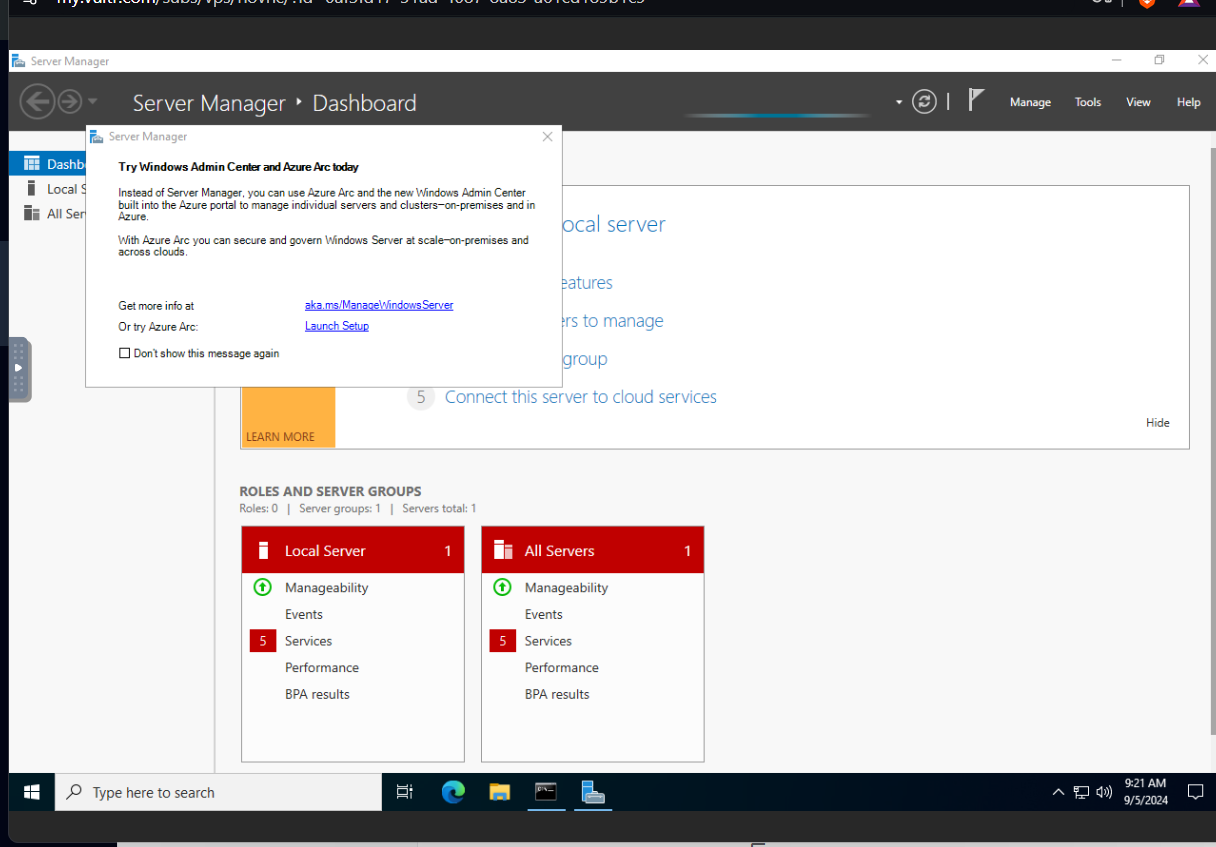 Server Manager
Server Manager
Dashboard
Manage
Tools
View
Help
Server Manager
Try Windows Admin Center and Azure Arc today
Instead of Server Manager, you can use Azure Arc and the new Windows Admin Center
built into the Azure portal to manage individual servers and clusters–on-premises and in
Azure.
With Azure Arc you can secure and govern Windows Server at scale–on-premises and
across clouds.
Get more info at
aka.ms/ManageWindowsServer
Or try Azure Arc:
Launch Setup
Don't show this message again
Dashb
Local S
All Ser
ocal server
eatures
ers to manage
group
5 Connect this server to cloud services
LEARN MORE
Hide
ROLES AND SERVER GROUPS
Roles: 0 | Server groups: 1 | Servers total: 1
Local Server 1
Manageability
Events
5 Services
Performance
BPA results
All Servers 1
Manageability
Events
5 Services
Performance
BPA results
Type here to search
9:21 AM
9/5/2024